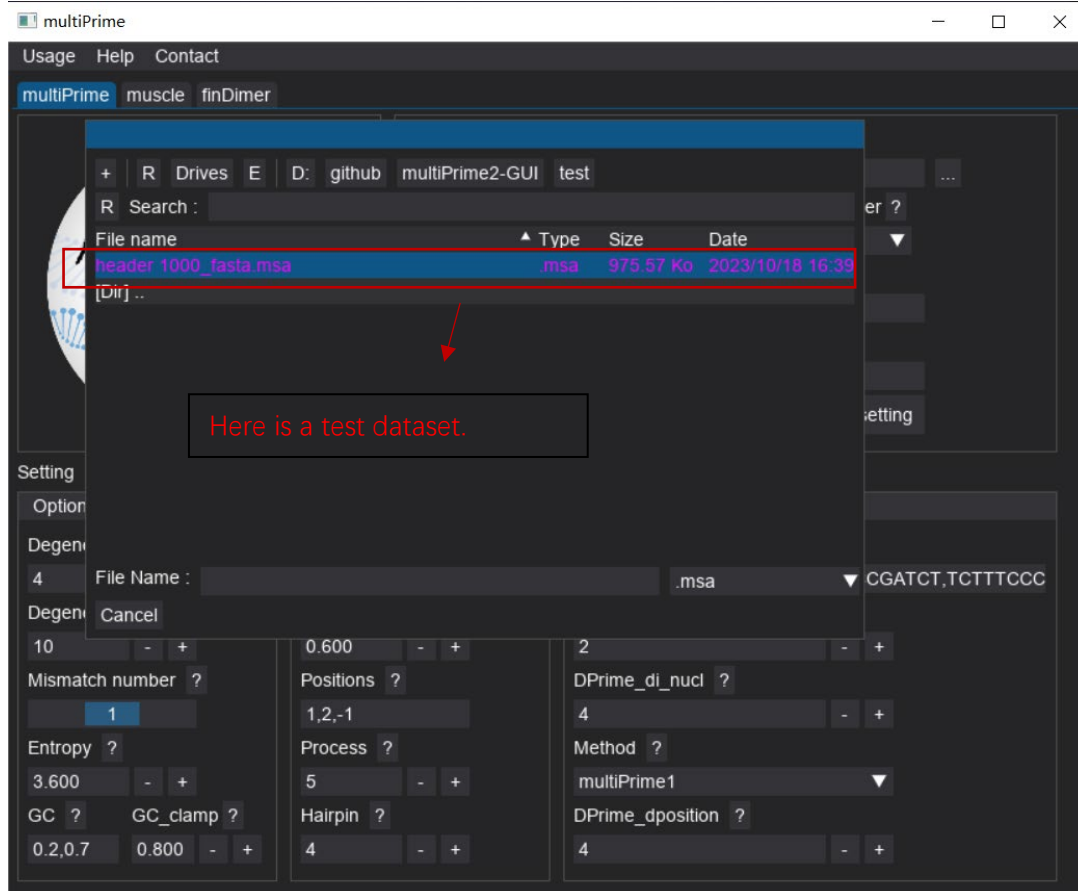 multiPrime
Usage Help Contact
multiPrime muscle finDimer
+ R Drives E D: github multiPrime2-GUI test ...
R Search : er ?
File name Type Size Date
header 1000_fasta.msa .msa 975.57 Ko 2023/10/18 16:39
[Dir] ..
Here is a test dataset.
etting
Setting
Option
Degen
4 File Name : .msa CGATCT,TCTTTCCC
Degen Cancel
10 - + 0.600 - + 2 - +
Mismatch number ? Positions ? DPrime_di_nucl ?
1 1,2,-1 4 - +
Entropy ? Process ? Method ?
3.600 - + 5 - + multiPrime1
GC ? GC_clamp ? Hairpin ? DPrime_dposition ?
0.2,0.7 0.800 - + 4 - + 4 - +